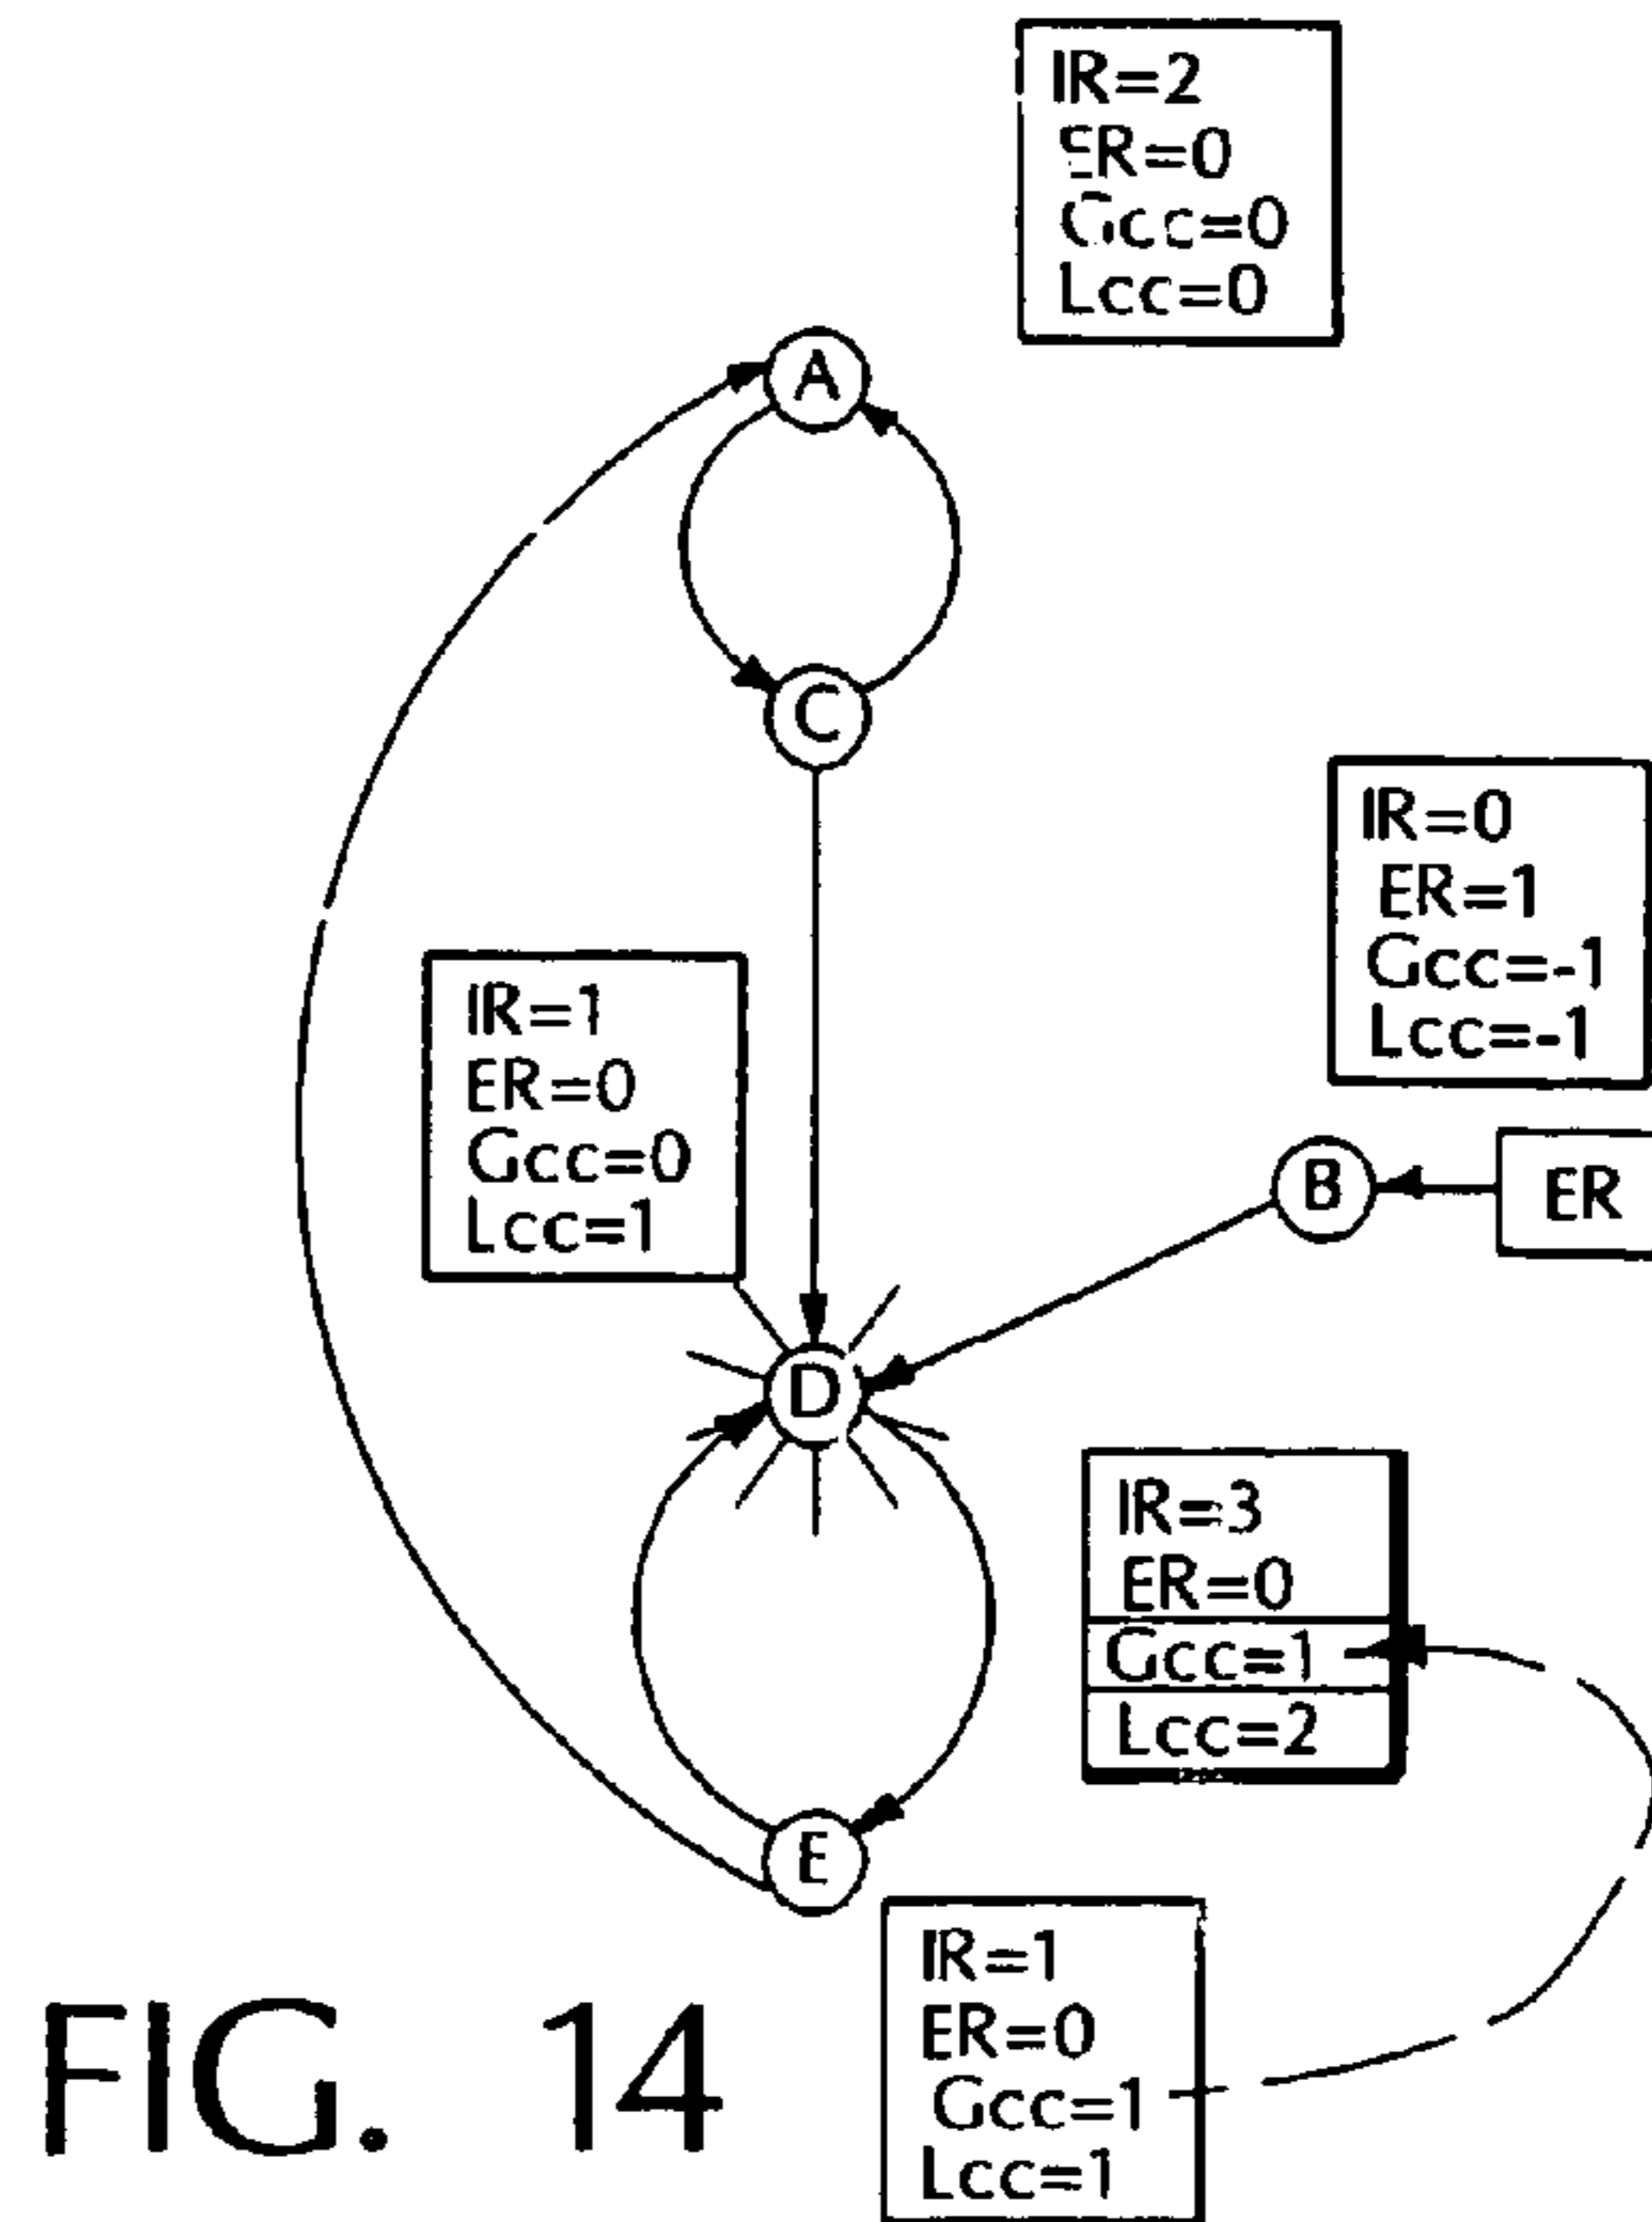 IR=2
ER=0
Gcc=0
Lcc=0
A
C
IR=0
ER=1
Gcc=-1
Lcc=-1
IR=1
ER=0
Gcc=0
Lcc=1
B
ER
D
IR=3
ER=0
Gcc=1
Lcc=2
E
IR=1
ER=0
Gcc=1
Lcc=1
FIG. 14